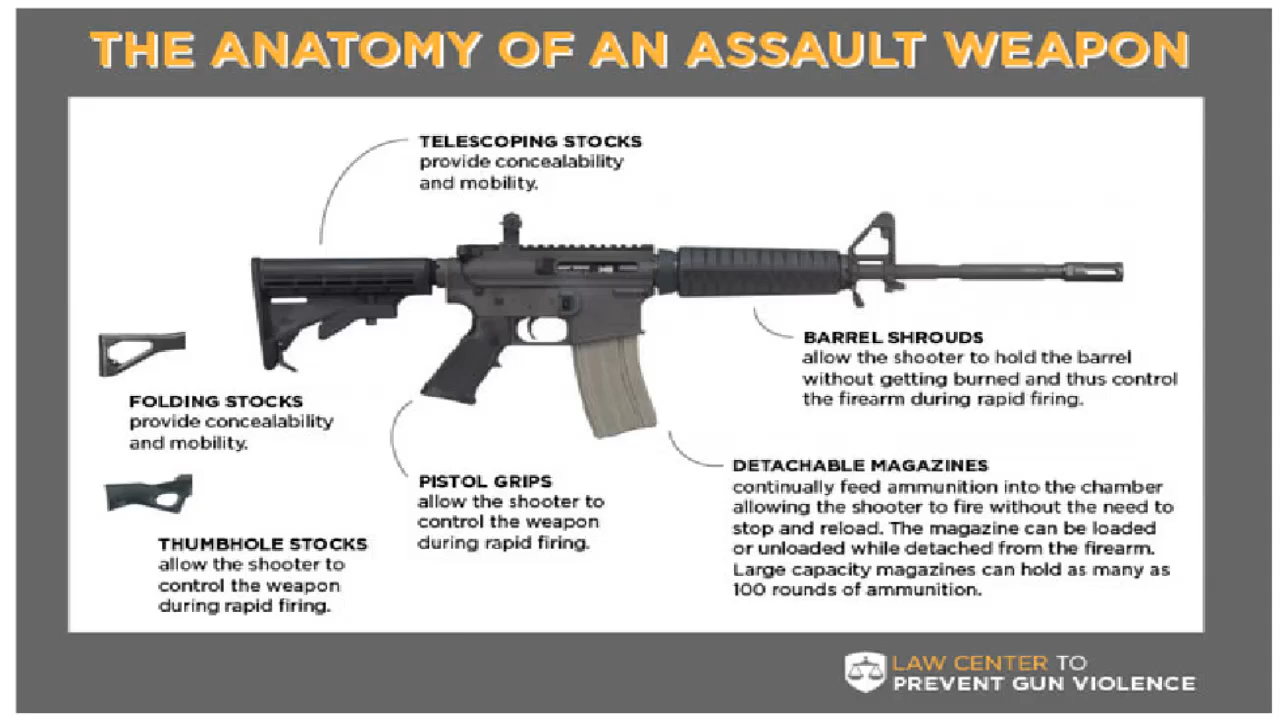 THE ANATOMY OF AN ASSAULT WEAPON
TELESCOPING STOCKS
provide concealability
and mobility.
FOLDING STOCKS
provide concealability
and mobility.
THUMBHOLE STOCKS
allow the shooter to
control the weapon
during rapid firing.
PISTOL GRIPS
allow the shooter to
control the weapon
during rapid firing.
BARREL SHROUDS
allow the shooter to hold the barrel
without getting burned and thus control
the firearm during rapid firing.
DETACHABLE MAGAZINES
continually feed ammunition into the chamber
allowing the shooter to fire without the need to
stop and reload. The magazine can be loaded
or unloaded while detached from the firearm.
Large capacity magazines can hold as many as
100 rounds of ammunition.
LAW CENTER TO
PREVENT GUN VIOLENCE